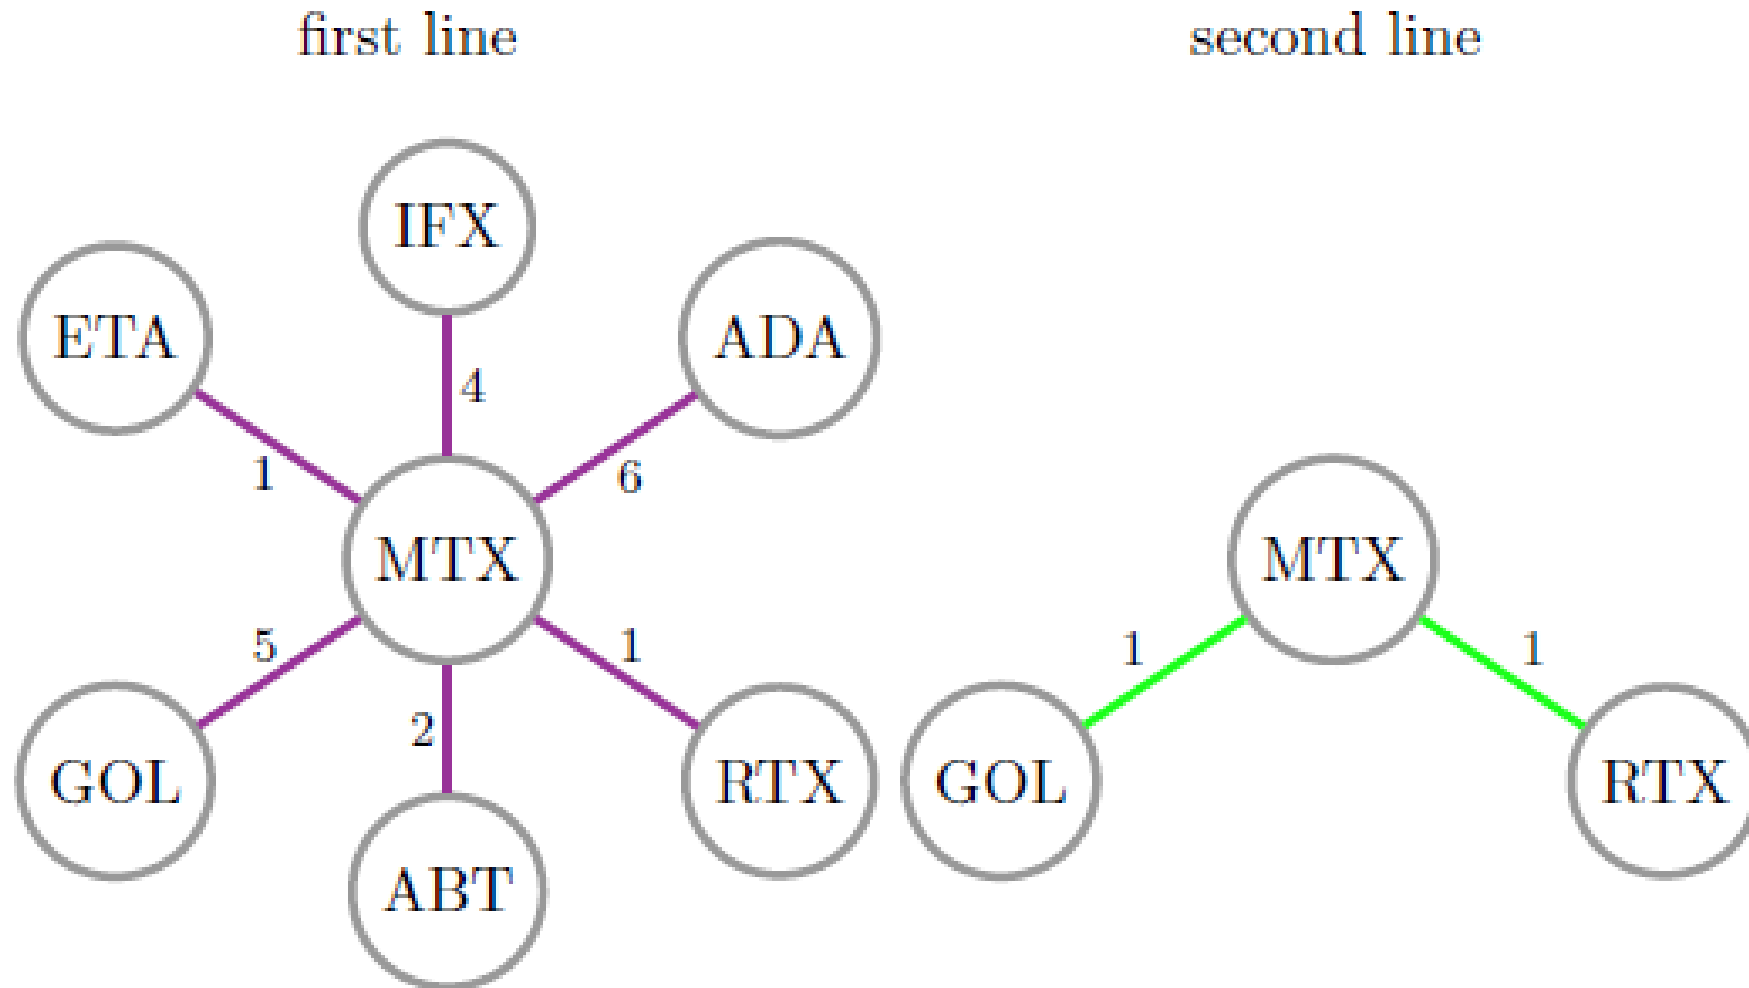 first line
second line
IFX
ETA
ADA
4
1
6
MTX
MTX
5
1
1
1
2
GOL
RTX
GOL
RTX
ABT